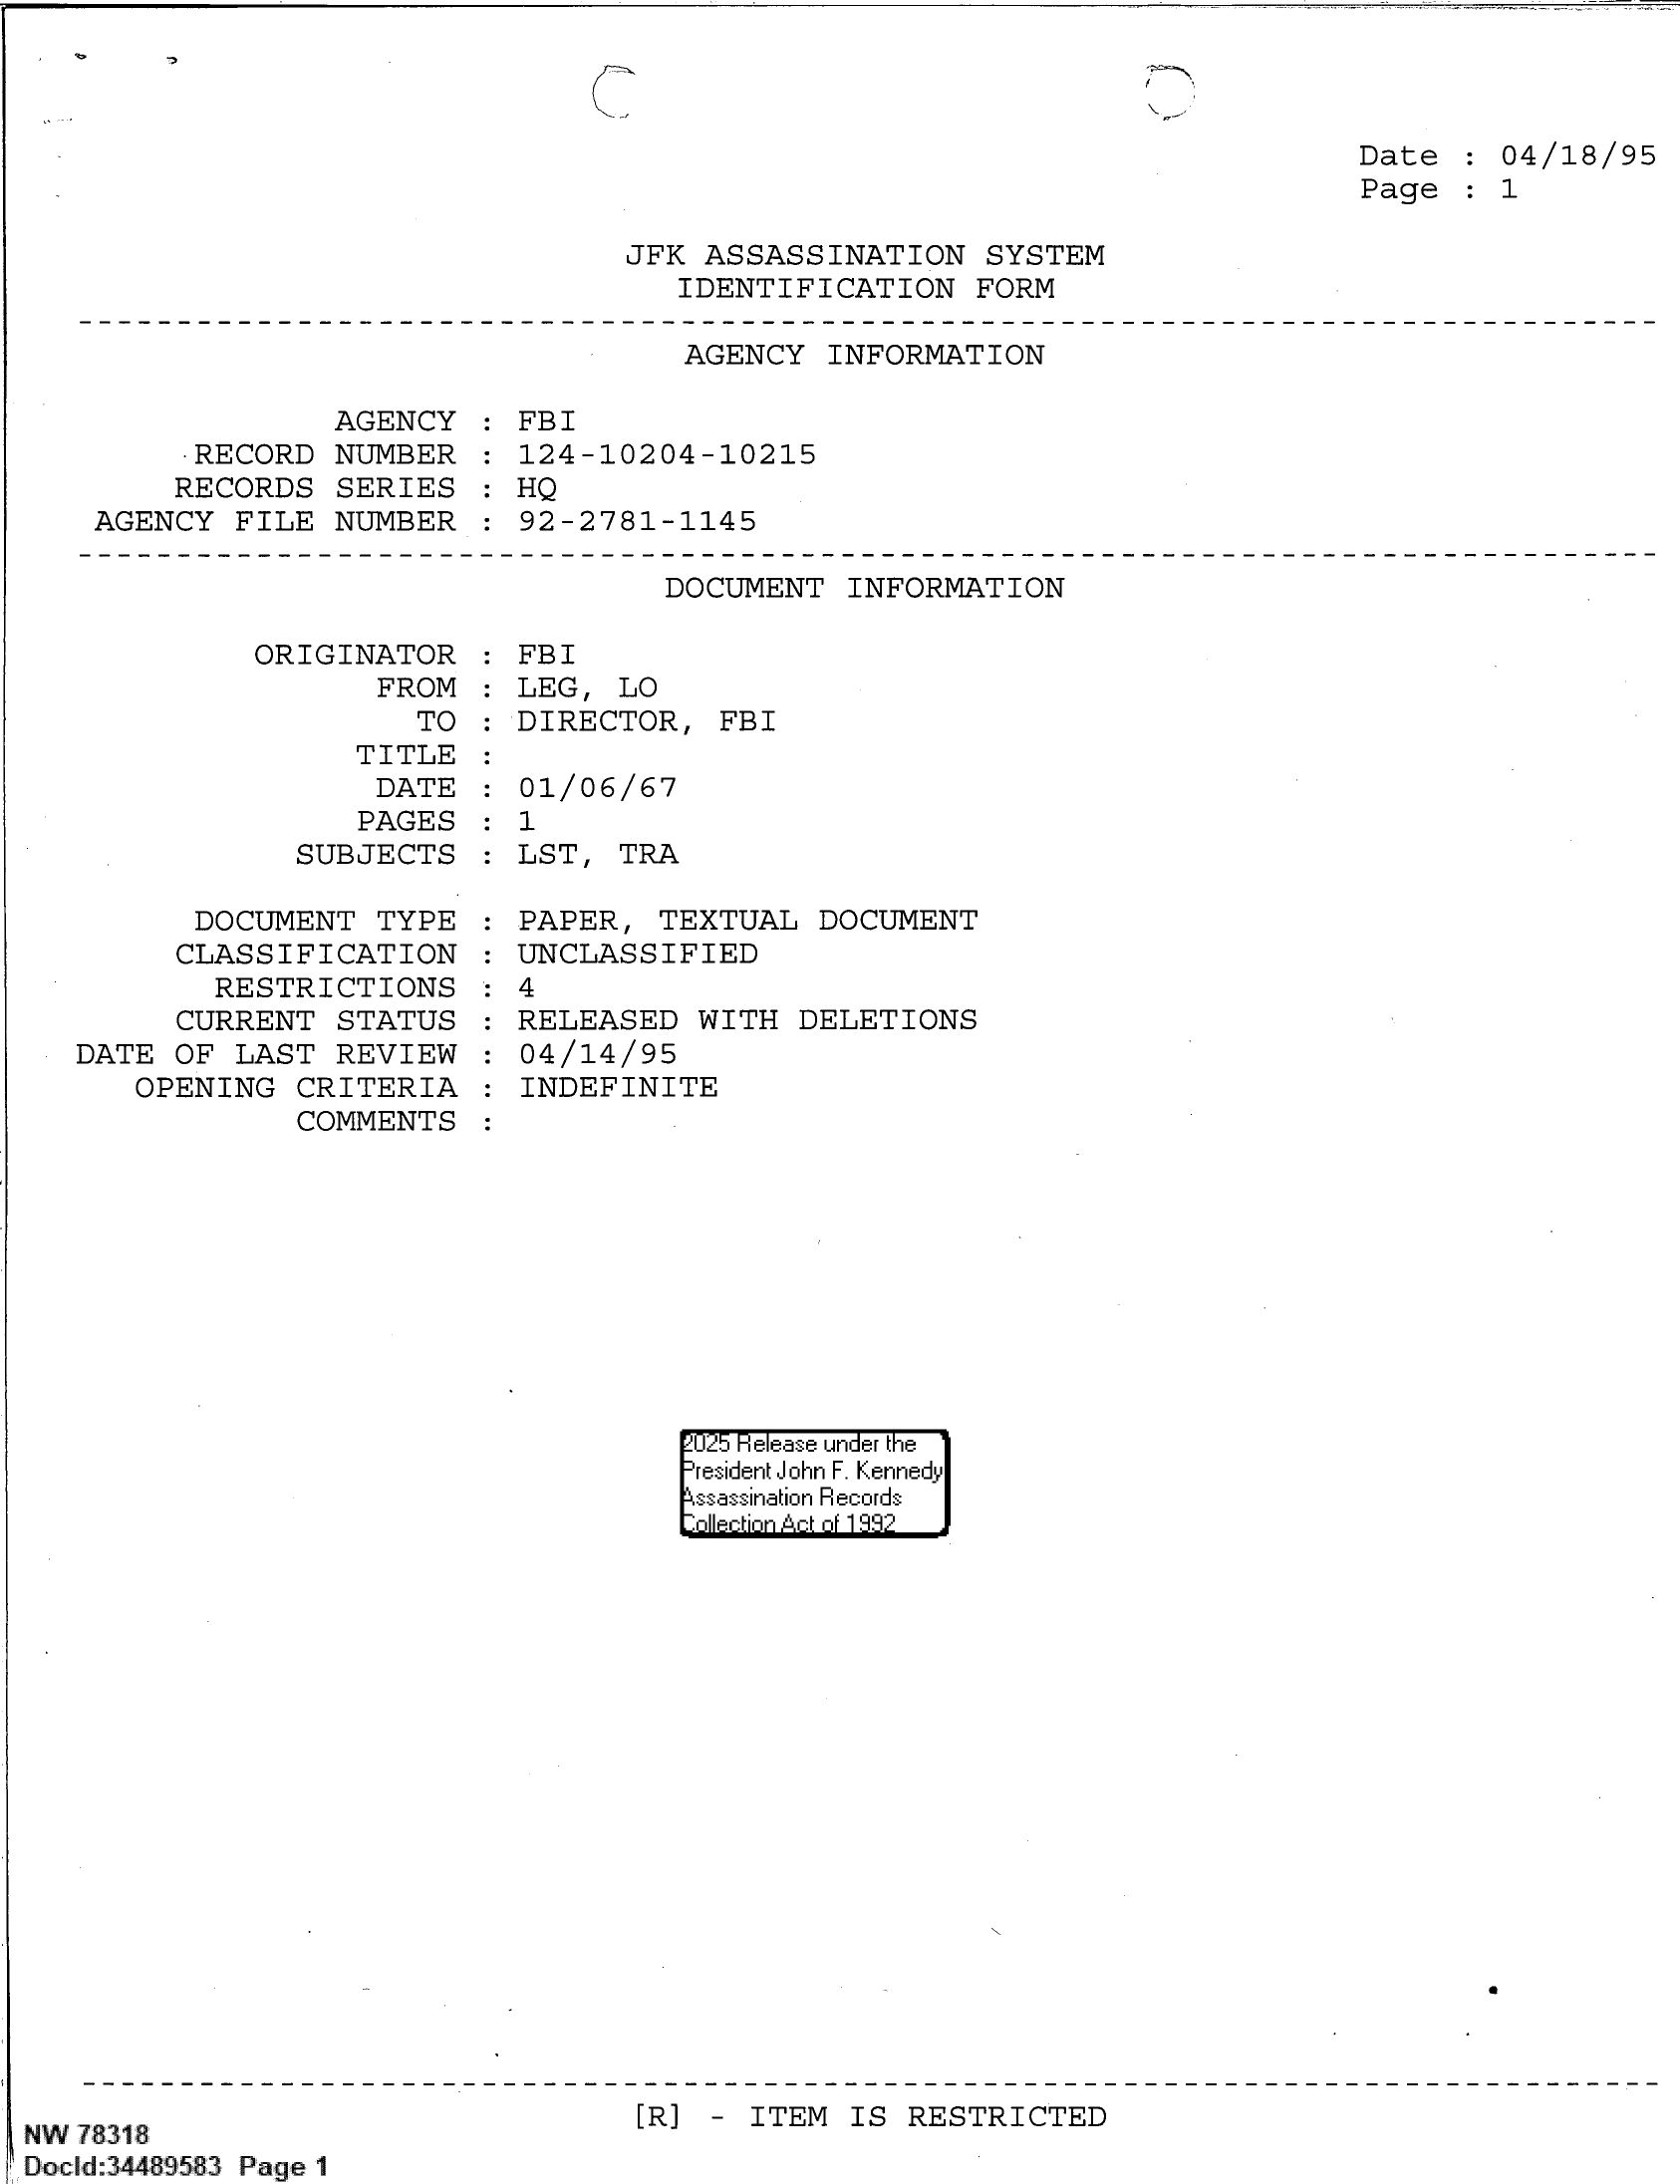 Date : 04/18/95
Page : 1
JFK ASSASSINATION SYSTEM
IDENTIFICATION FORM
--------------------------------------------------------------------------------
AGENCY INFORMATION
AGENCY : FBI
RECORD NUMBER : 124-10204-10215
RECORDS SERIES : HQ
AGENCY FILE NUMBER : 92-2781-1145
--------------------------------------------------------------------------------
DOCUMENT INFORMATION
ORIGINATOR : FBI
FROM : LEG, LO
TO : DIRECTOR, FBI
TITLE :
DATE : 01/06/67
PAGES : 1
SUBJECTS : LST, TRA
DOCUMENT TYPE : PAPER, TEXTUAL DOCUMENT
CLASSIFICATION : UNCLASSIFIED
RESTRICTIONS : 4
CURRENT STATUS : RELEASED WITH DELETIONS
DATE OF LAST REVIEW : 04/14/95
OPENING CRITERIA : INDEFINITE
COMMENTS :
2025 Release under the
President John F. Kennedy
Assassination Records
Collection Act of 1992
--------------------------------------------------------------------------------
[R] - ITEM IS RESTRICTED
NW 78318
DocId:34489583 Page 1